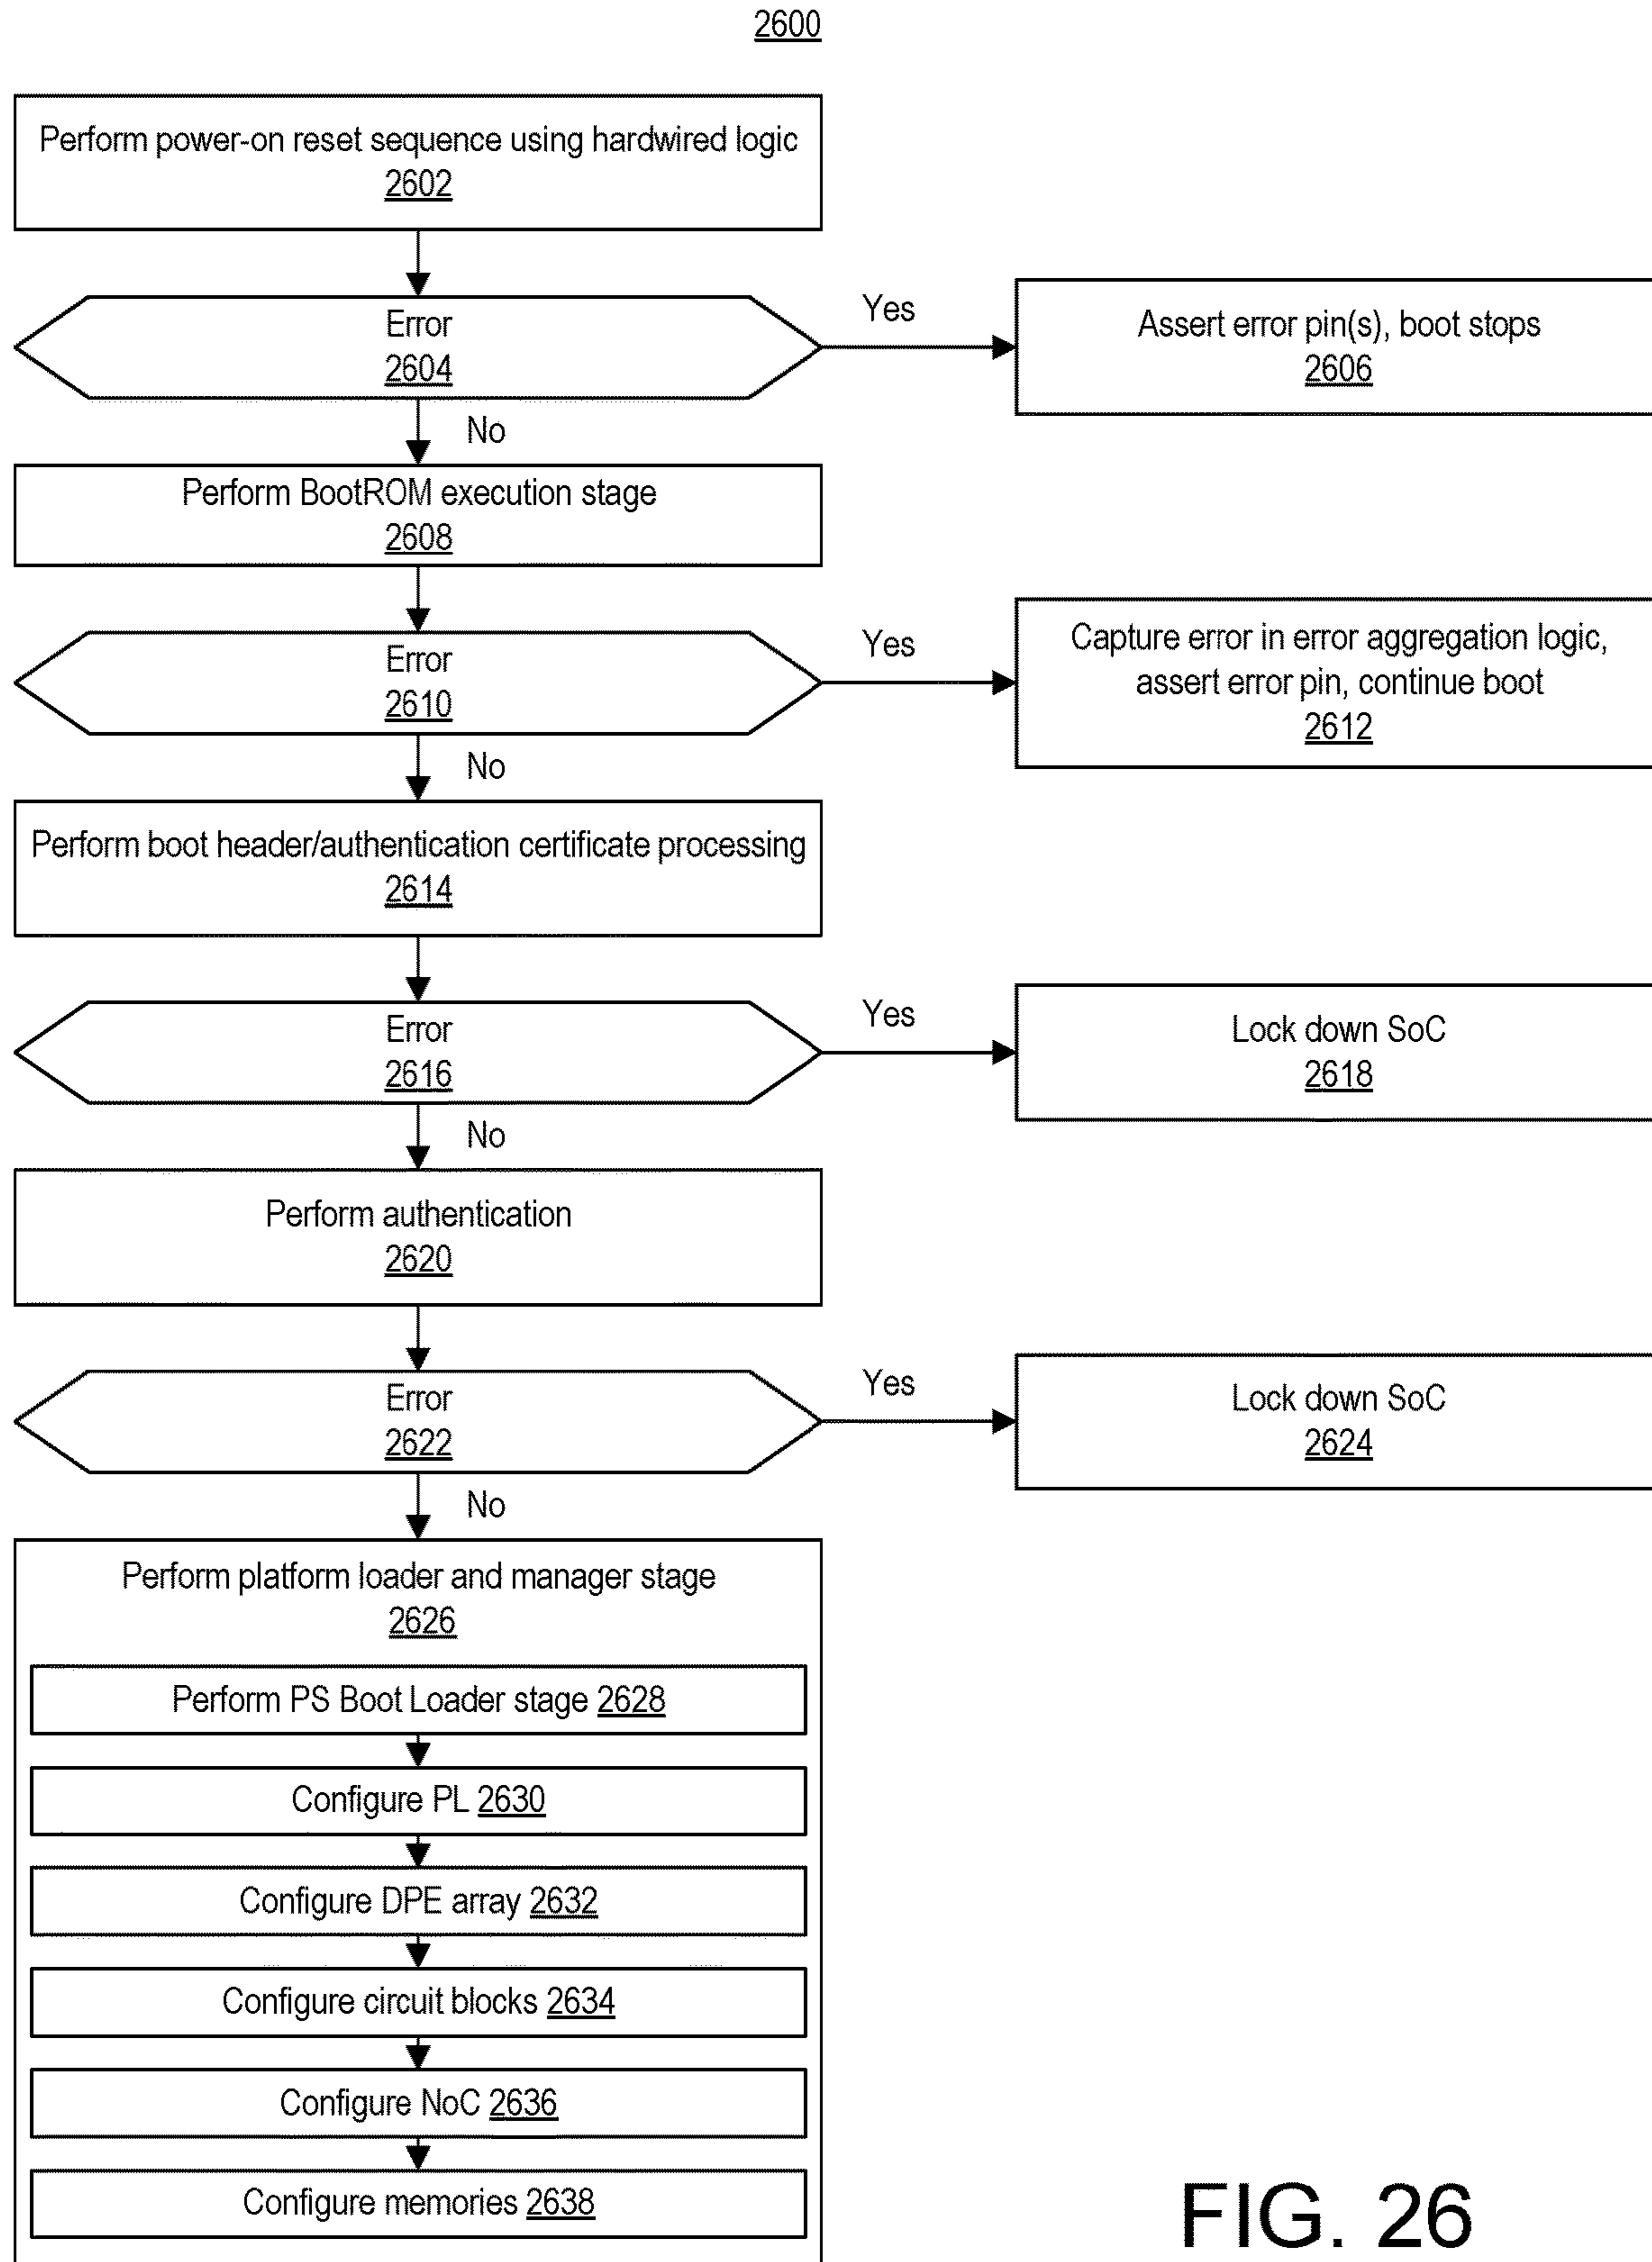 2600
Perform power-on reset sequence using hardwired logic
2602
Error
2604
Yes
Assert error pin(s), boot stops
2606
No
Perform BootROM execution stage
2608
Error
2610
Yes
Capture error in error aggregation logic,
assert error pin, continue boot
2612
No
Perform boot header/authentication certificate processing
2614
Error
2616
Yes
Lock down SoC
2618
No
Perform authentication
2620
Error
2622
Yes
Lock down SoC
2624
No
Perform platform loader and manager stage
2626
Perform PS Boot Loader stage 2628
Configure PL 2630
Configure DPE array 2632
Configure circuit blocks 2634
Configure NoC 2636
Configure memories 2638
FIG. 26